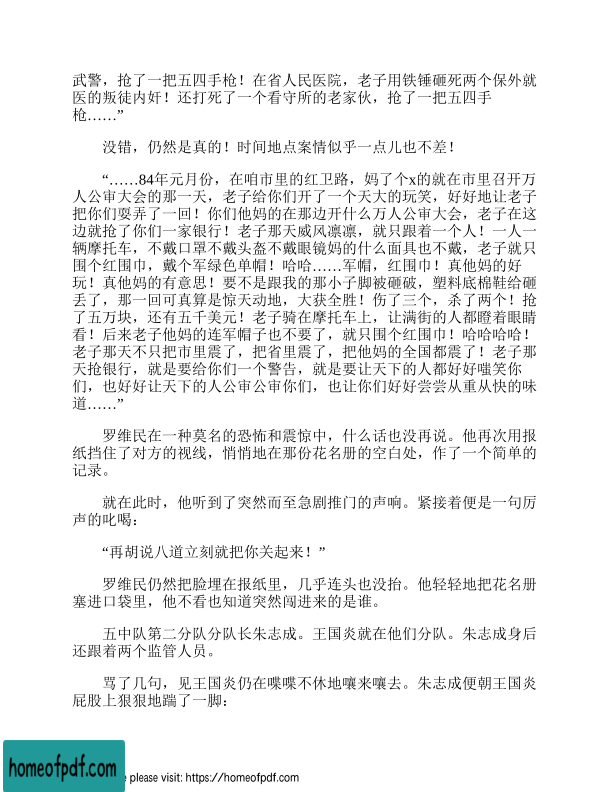 武警，抢了一把五四手枪！在省人民医院，老子用铁锤砸死两个保外就
医的叛徒内奸！还打死了一个看守所的老家伙，抢了一把五四手
枪……”
没错，仍然是真的！时间地点案情似乎一点儿也不差！
“……84年元月份，在咱市里的红卫路，妈了个x的就在市里召开万
人公审大会的那一天，老子给你们开了一个天大的玩笑，好好地让老子
把你们耍弄了一回！你们他妈的在那边开什么万人公审大会，老子在这
边就抢了你们一家银行！老子那天威风凛凛，就只跟着一个人！一人一
辆摩托车，不戴口罩不戴头盔不戴眼镜妈的什么面具也不戴，老子就只
围个红围巾，戴个军绿色单帽！哈哈……军帽，红围巾！真他妈的好
玩！真他妈的有意思！要不是跟我的那小子脚被砸破，塑料底棉鞋给砸
丢了，那一回可真算是惊天动地，大获全胜！伤了三个，杀了两个！抢
了五万块，还有五千美元！老子骑在摩托车上，让满街的人都瞪着眼睛
看！后来老子他妈的连军帽子也不要了，就只围个红围巾！哈哈哈哈！
老子那天不只把市里震了，把省里震了，把他妈的全国都震了！老子那
天抢银行，就是要给你们一个警告，就是要让天下的人都好好嗤笑你
们，也好好让天下的人公审公审你们，也让你们好好尝尝从重从快的味
道……”
罗维民在一种莫名的恐怖和震惊中，什么话也没再说。他再次用报
纸挡住了对方的视线，悄悄地在那份花名册的空白处，作了一个简单的
记录。
就在此时，他听到了突然而至急剧推门的声响。紧接着便是一句厉
声的叱喝：
“再胡说八道立刻就把你关起来！”
罗维民仍然把脸埋在报纸里，几乎连头也没抬。他轻轻地把花名册
塞进口袋里，他不看也知道突然闯进来的是谁。
五中队第二分队分队长朱志成。王国炎就在他们分队。朱志成身后
还跟着两个监管人员。
骂了几句，见王国炎仍在喋喋不休地嚷来嚷去。朱志成便朝王国炎
屁股上狠狠地踹了一脚：
homeofpdf.com
e please visit: https://homeofpdf.com